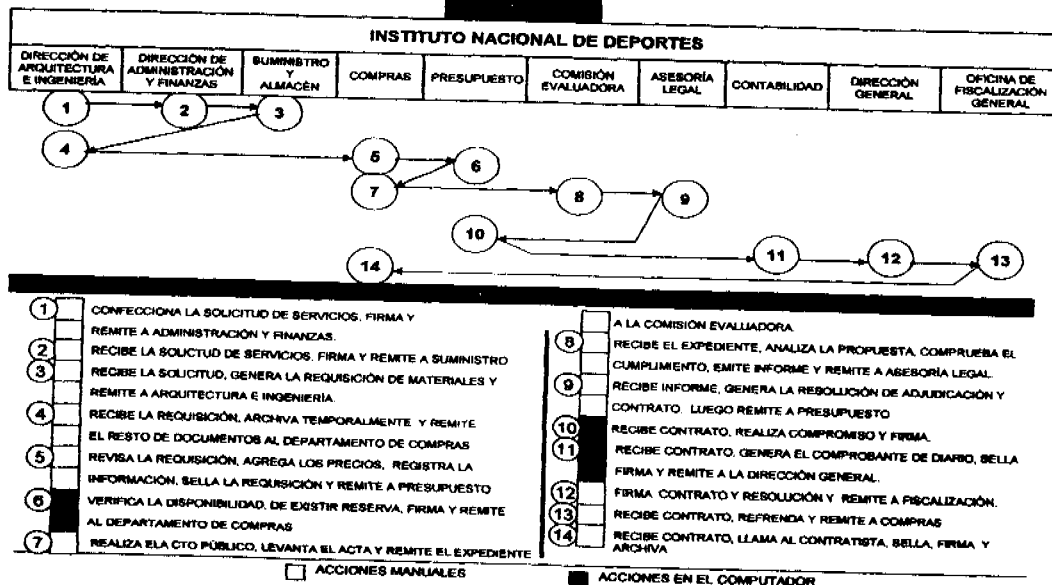 INSTITUTO NACIONAL DE DEPORTES
DIRECCIÓN DE
ARQUITECTURA
E INGENIERÍA
DIRECCIÓN DE
ADMINISTRACIÓN
Y FINANZAS
SUMINISTRO
Y
ALMACÉN
COMPRAS
PRESUPUESTO
COMISIÓN
EVALUADORA
ASESORÍA
LEGAL
CONTABILIDAD
DIRECCIÓN
GENERAL
OFICINA DE
FISCALIZACIÓN
GENERAL
1
2
3
4
5
6
7
8
9
10
11
12
13
14
1 CONFECCIONA LA SOLICITUD DE SERVICIOS, FIRMA Y
REMITE A ADMINISTRACIÓN Y FINANZAS.
2 RECIBE LA SOLICTUD DE SERVICIOS, FIRMA Y REMITE A SUMINISTRO
3 RECIBE LA SOLICITUD, GENERA LA REQUISICIÓN DE MATERIALES Y
REMITE A ARQUITECTURA E INGENIERÍA.
4 RECIBE LA REQUISICIÓN, ARCHIVA TEMPORALMENTE Y REMITE
EL RESTO DE DOCUMENTOS AL DEPARTAMENTO DE COMPRAS
5 REVISA LA REQUISICIÓN, AGREGA LOS PRECIOS, REGISTRA LA
INFORMACIÓN, SELLA LA REQUISICIÓN Y REMITE A PRESUPUESTO
6 VERIFICA LA DISPONIBILIDAD, DE EXISTIR RESERVA, FIRMA Y REMITE
AL DEPARTAMENTO DE COMPRAS
7 REALIZA ELA CTO PÚBLICO, LEVANTA EL ACTA Y REMITE EL EXPEDIENTE
A LA COMISIÓN EVALUADORA.
8 RECIBE EL EXPEDIENTE, ANALIZA LA PROPUESTA, COMPRUEBA EL
CUMPLIMIENTO, EMITE INFORME Y REMITE A ASESORÍA LEGAL.
9 RECIBE INFORME, GENERA LA RESOLUCIÓN DE ADJUDICACIÓN Y
CONTRATO, LUEGO REMITE A PRESUPUESTO
10 RECIBE CONTRATO, REALIZA COMPROMISO Y FIRMA.
11 RECIBE CONTRATO, GENERA EL COMPROBANTE DE DIARIO, SELLA
FIRMA Y REMITE A LA DIRECCIÓN GENERAL.
12 FIRMA CONTRATO Y RESOLUCIÓN Y REMITE A FISCALIZACIÓN.
13 RECIBE CONTRATO, REFRENDA Y REMITE A COMPRAS
14 RECIBE CONTRATO, LLAMA AL CONTRATISTA, SELLA, FIRMA Y
ARCHIVA
ACCIONES MANUALES
ACCIONES EN EL COMPUTADOR